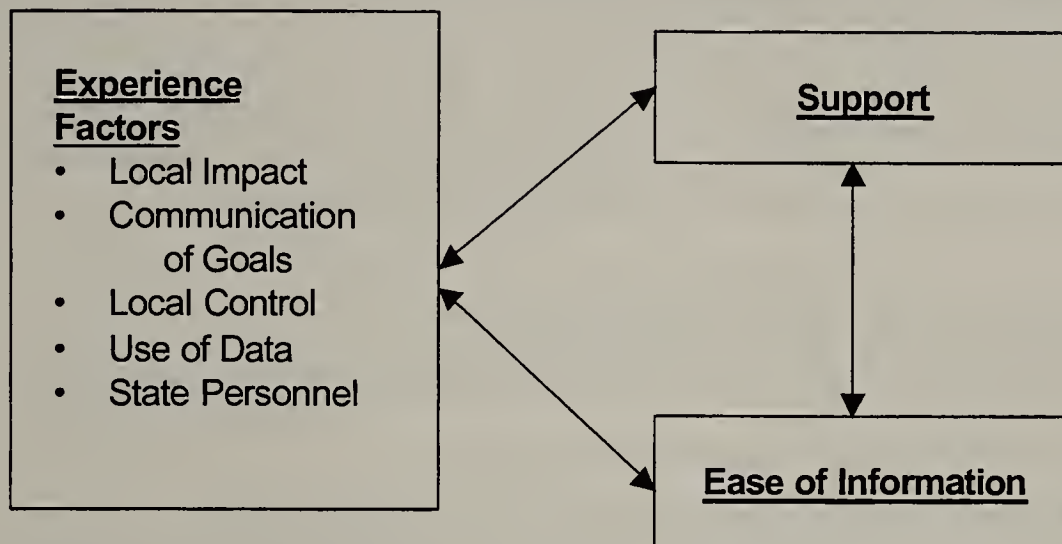 Experience
Factors
• Local Impact
• Communication
of Goals
• Local Control
• Use of Data
• State Personnel
Support
Ease of Information